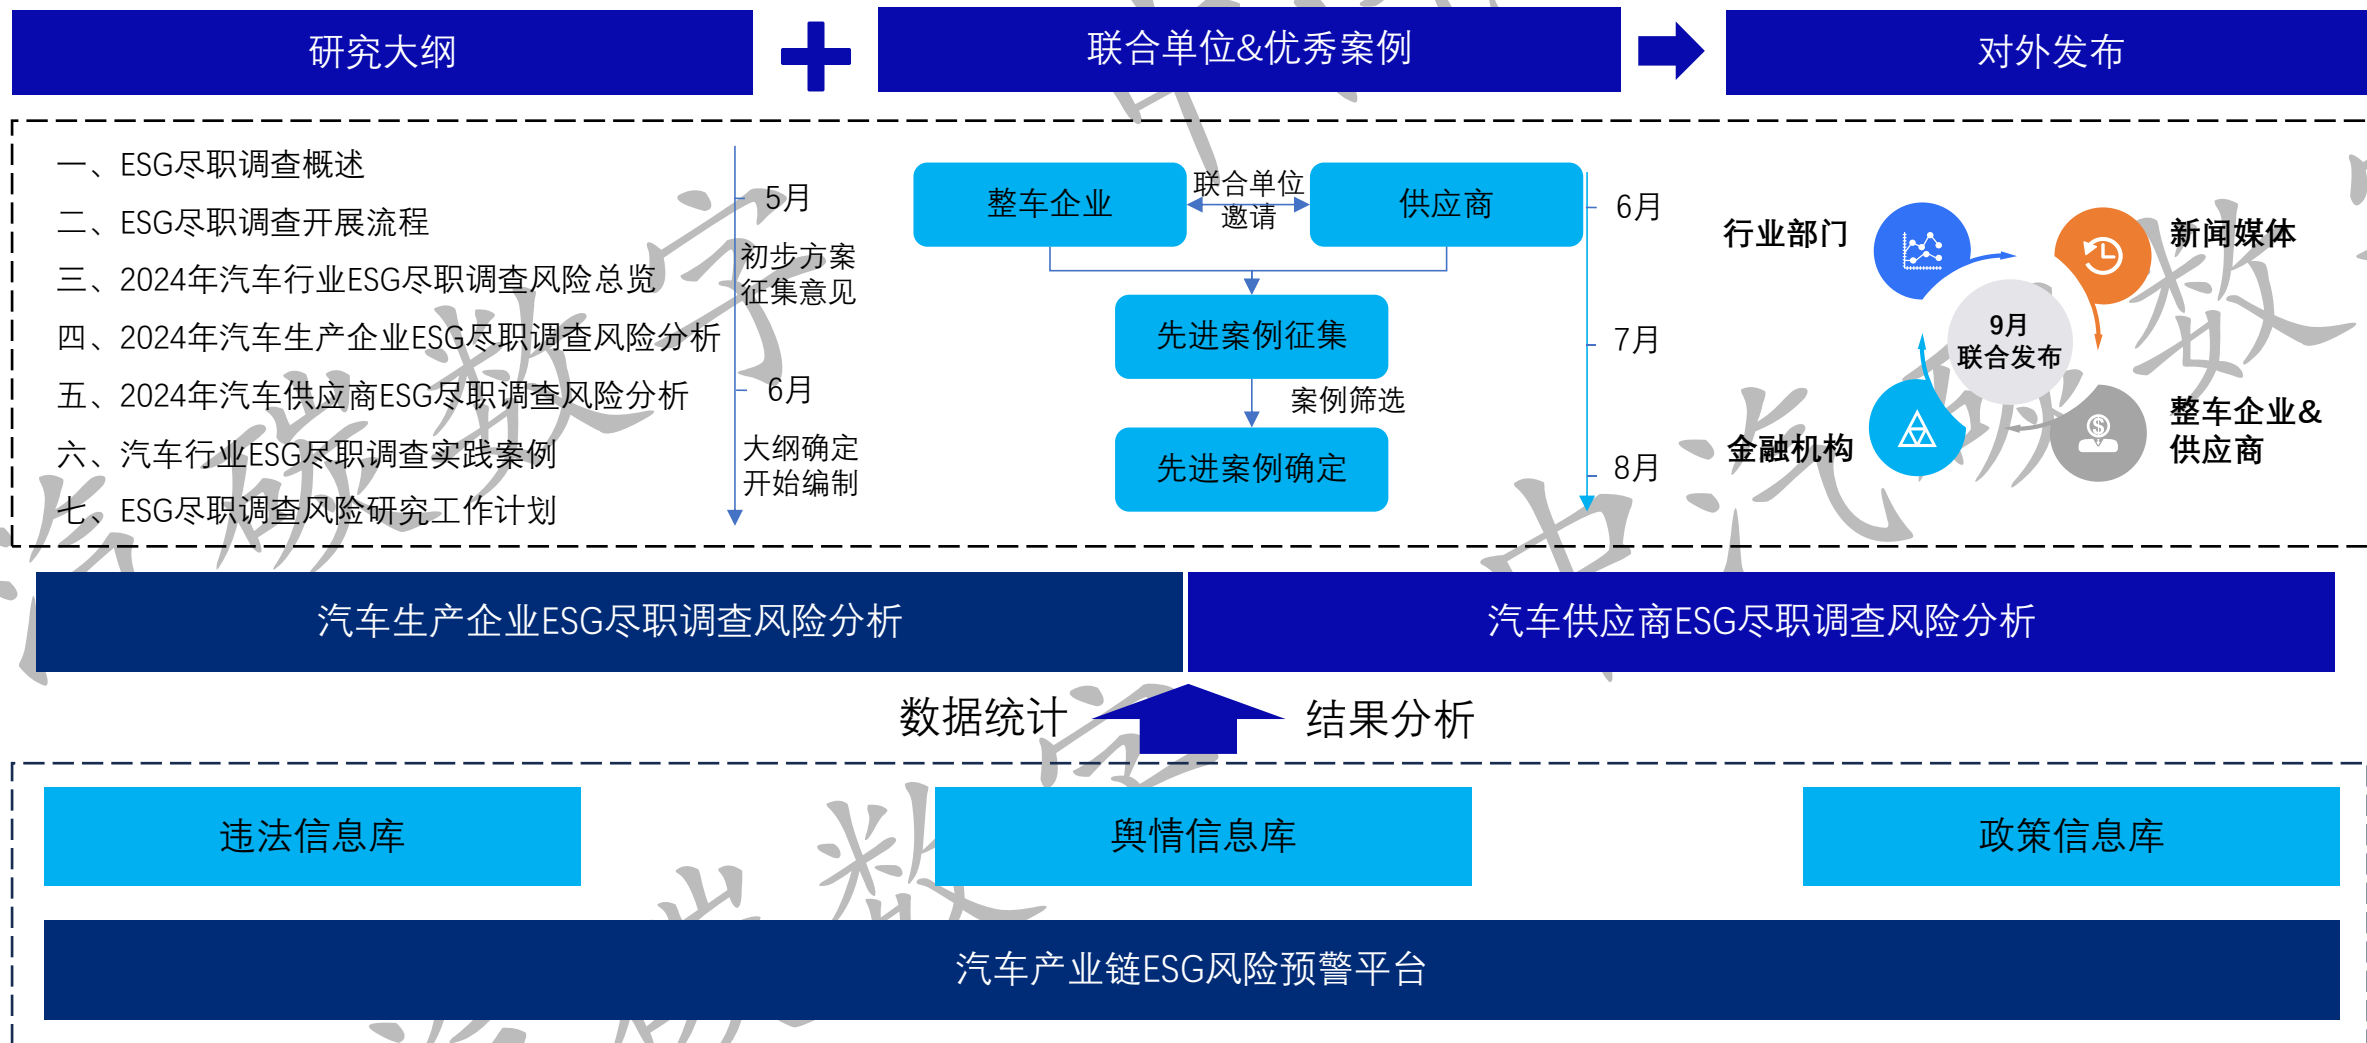 研究大纲
联合单位&优秀案例
对外发布
一、ESG尽职调查概述
二、ESG尽职调查开展流程
三、2024年汽车行业ESG尽职调查风险总览
四、2024年汽车生产企业ESG尽职调查风险分析
五、2024年汽车供应商ESG尽职调查风险分析
六、汽车行业ESG尽职调查实践案例
七、ESG尽职调查风险研究工作计划
5月
初步方案
征集意见
6月
大纲确定
开始编制
整车企业
联合单位
邀请
供应商
先进案例征集
案例筛选
先进案例确定
6月
7月
8月
行业部门
新闻媒体
9月
联合发布
金融机构
整车企业&
供应商
汽车生产企业ESG尽职调查风险分析
汽车供应商ESG尽职调查风险分析
数据统计
结果分析
违法信息库
舆情信息库
政策信息库
汽车产业链ESG风险预警平台
汽碳数字
中汽碳数
碳数字